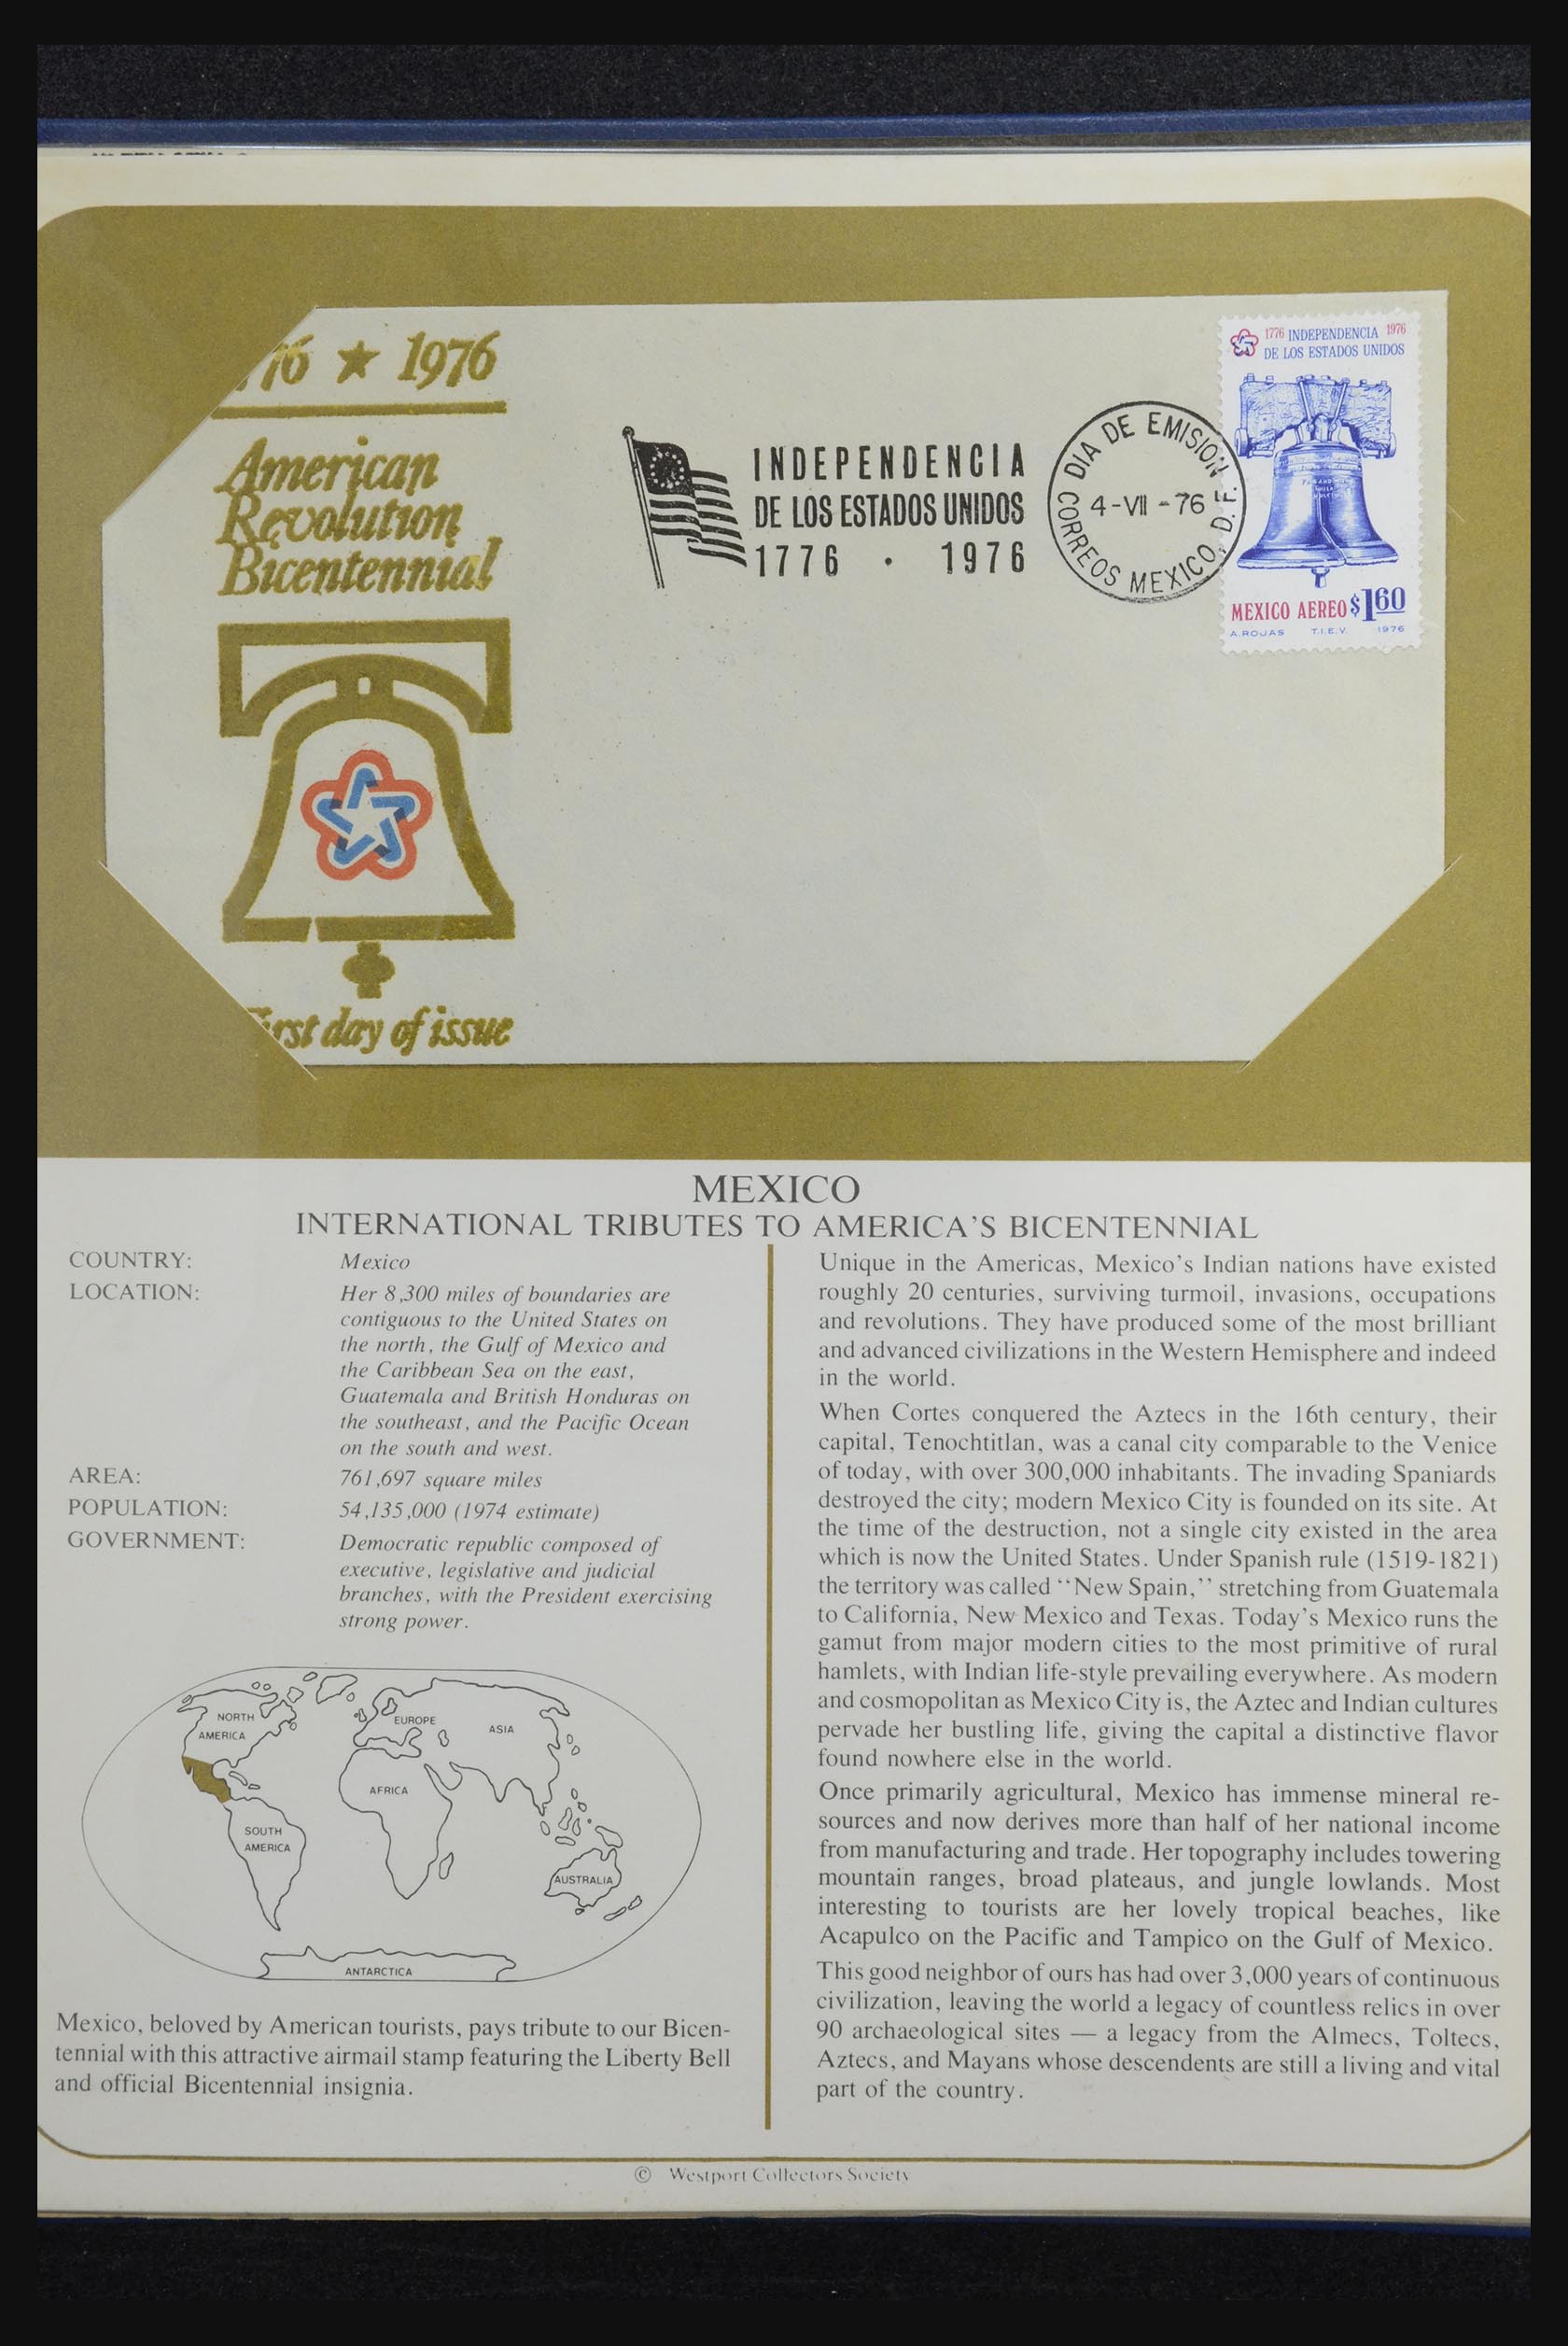 76 ★ 1976
American
Revolution
Bicentennial
First day of issue
INDEPENDENCIA
DE LOS ESTADOS UNIDOS
1776 · 1976
DIA DE EMISION
4-VII-76
CORREOS MEXICO, D.F.
1776 INDEPENDENCIA 1976
DE LOS ESTADOS UNIDOS
MEXICO AEREO $1.60
A.ROJAS T.I.E.V. 1976
MEXICO
INTERNATIONAL TRIBUTES TO AMERICA'S BICENTENNIAL
COUNTRY: Mexico
LOCATION: Her 8,300 miles of boundaries are
contiguous to the United States on
the north, the Gulf of Mexico and
the Caribbean Sea on the east,
Guatemala and British Honduras on
the southeast, and the Pacific Ocean
on the south and west.
AREA: 761,697 square miles
POPULATION: 54,135,000 (1974 estimate)
GOVERNMENT: Democratic republic composed of
executive, legislative and judicial
branches, with the President exercising
strong power.
NORTH
AMERICA
EUROPE
ASIA
AFRICA
SOUTH
AMERICA
AUSTRALIA
ANTARCTICA
Mexico, beloved by American tourists, pays tribute to our Bicen-
tennial with this attractive airmail stamp featuring the Liberty Bell
and official Bicentennial insignia.
Unique in the Americas, Mexico's Indian nations have existed
roughly 20 centuries, surviving turmoil, invasions, occupations
and revolutions. They have produced some of the most brilliant
and advanced civilizations in the Western Hemisphere and indeed
in the world.
When Cortes conquered the Aztecs in the 16th century, their
capital, Tenochtitlan, was a canal city comparable to the Venice
of today, with over 300,000 inhabitants. The invading Spaniards
destroyed the city; modern Mexico City is founded on its site. At
the time of the destruction, not a single city existed in the area
which is now the United States. Under Spanish rule (1519-1821)
the territory was called "New Spain," stretching from Guatemala
to California, New Mexico and Texas. Today's Mexico runs the
gamut from major modern cities to the most primitive of rural
hamlets, with Indian life-style prevailing everywhere. As modern
and cosmopolitan as Mexico City is, the Aztec and Indian cultures
pervade her bustling life, giving the capital a distinctive flavor
found nowhere else in the world.
Once primarily agricultural, Mexico has immense mineral re-
sources and now derives more than half of her national income
from manufacturing and trade. Her topography includes towering
mountain ranges, broad plateaus, and jungle lowlands. Most
interesting to tourists are her lovely tropical beaches, like
Acapulco on the Pacific and Tampico on the Gulf of Mexico.
This good neighbor of ours has had over 3,000 years of continuous
civilization, leaving the world a legacy of countless relics in over
90 archaeological sites — a legacy from the Almecs, Toltecs,
Aztecs, and Mayans whose descendents are still a living and vital
part of the country.
© Westport Collectors Society